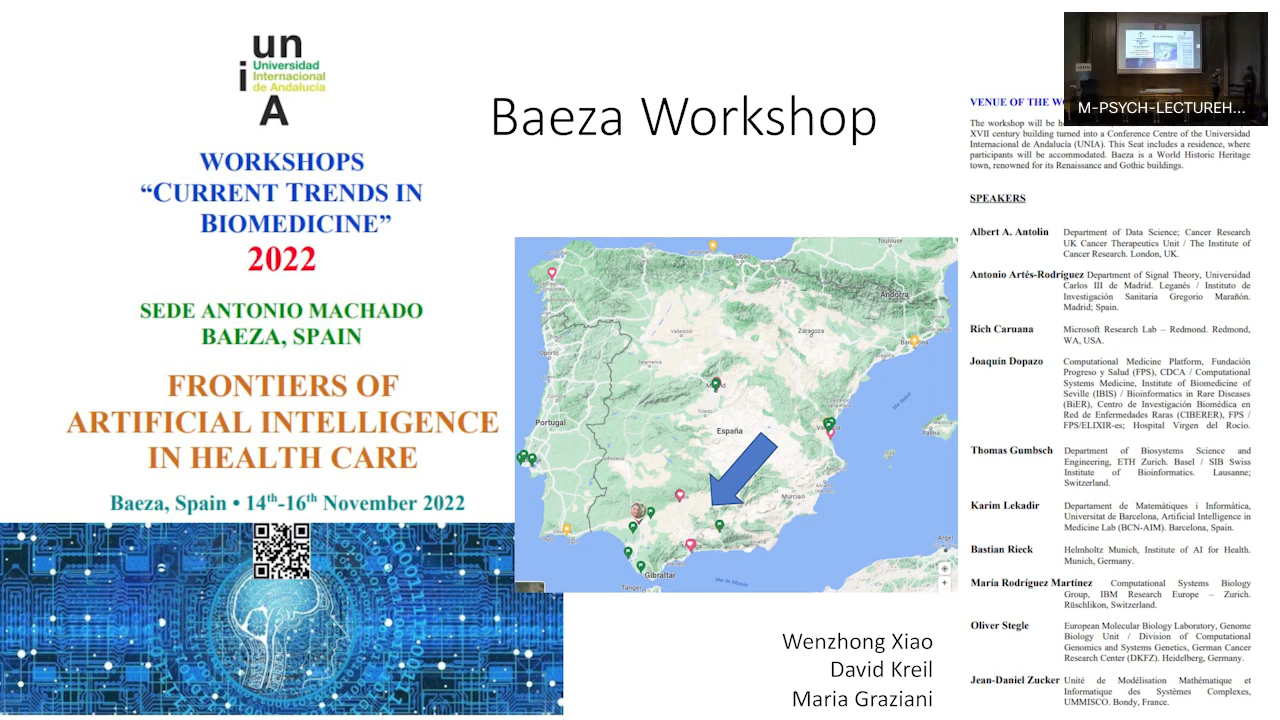 un
i
A
Universidad
Internacional
de Andalucía
WORKSHOPS
“CURRENT TRENDS IN
BIOMEDICINE”
2022
SEDE ANTONIO MACHADO
BAEZA, SPAIN
FRONTIERS OF
ARTIFICIAL INTELLIGENCE
IN HEALTH CARE
Baeza, Spain • 14th-16th November 2022
Baeza Workshop
Toulouse
Bilbao
Andorra
Valladolid
Zaragoza
Barcelona
Oporto
Salamanca
Madrid
Toledo
Portugal
España
Valencia
Palma
Murciao
Gibraltar
Tanger
Mar de Alborán
Argel
Wenzhong Xiao
David Kreil
Maria Graziani
M-PSYCH-LECTUREH...
VENUE OF THE
The workshop will be
XVII century building turned into a Conference Centre of the Universidad
Internacional de Andalucía (UNIA). This Seat includes a residence, where
participants will be accommodated. Baeza is a World Historic Heritage
town, renowned for its Renaissance and Gothic buildings.
SPEAKERS
Albert A. Antolin Department of Data Science; Cancer Research
UK Cancer Therapeutics Unit / The Institute of
Cancer Research. London, UK.
Antonio Artés-Rodríguez Department of Signal Theory, Universidad
Carlos III de Madrid. Leganés / Instituto de
Investigación Sanitaria Gregorio Marañón.
Madrid; Spain.
Rich Caruana Microsoft Research Lab – Redmond. Redmond,
WA, USA.
Joaquín Dopazo Computational Medicine Platform, Fundación
Progreso y Salud (FPS), CDCA / Computational
Systems Medicine, Institute of Biomedicine of
Seville (IBIS) / Bioinformatics in Rare Diseases
(BiER), Centro de Investigación Biomédica en
Red de Enfermedades Raras (CIBERER), FPS /
FPS/ELIXIR-es; Hospital Virgen del Rocío.
Thomas Gumbsch Department of Biosystems Science and
Engineering, ETH Zurich. Basel / SIB Swiss
Institute of Bioinformatics. Lausanne;
Switzerland.
Karim Lekadir Departament de Matemàtiques i Informàtica,
Universitat de Barcelona, Artificial Intelligence in
Medicine Lab (BCN-AIM). Barcelona, Spain.
Bastian Rieck Helmholtz Munich, Institute of AI for Health.
Munich, Germany.
María Rodríguez Martínez Computational Systems Biology
Group, IBM Research Europe – Zurich.
Rüschlikon, Switzerland.
Oliver Stegle European Molecular Biology Laboratory, Genome
Biology Unit / Division of Computational
Genomics and Systems Genetics, German Cancer
Research Center (DKFZ). Heidelberg, Germany.
Jean-Daniel Zucker Unité de Modélisation Mathématique et
Informatique des Systèmes Complexes,
UMMISCO. Bondy, France.